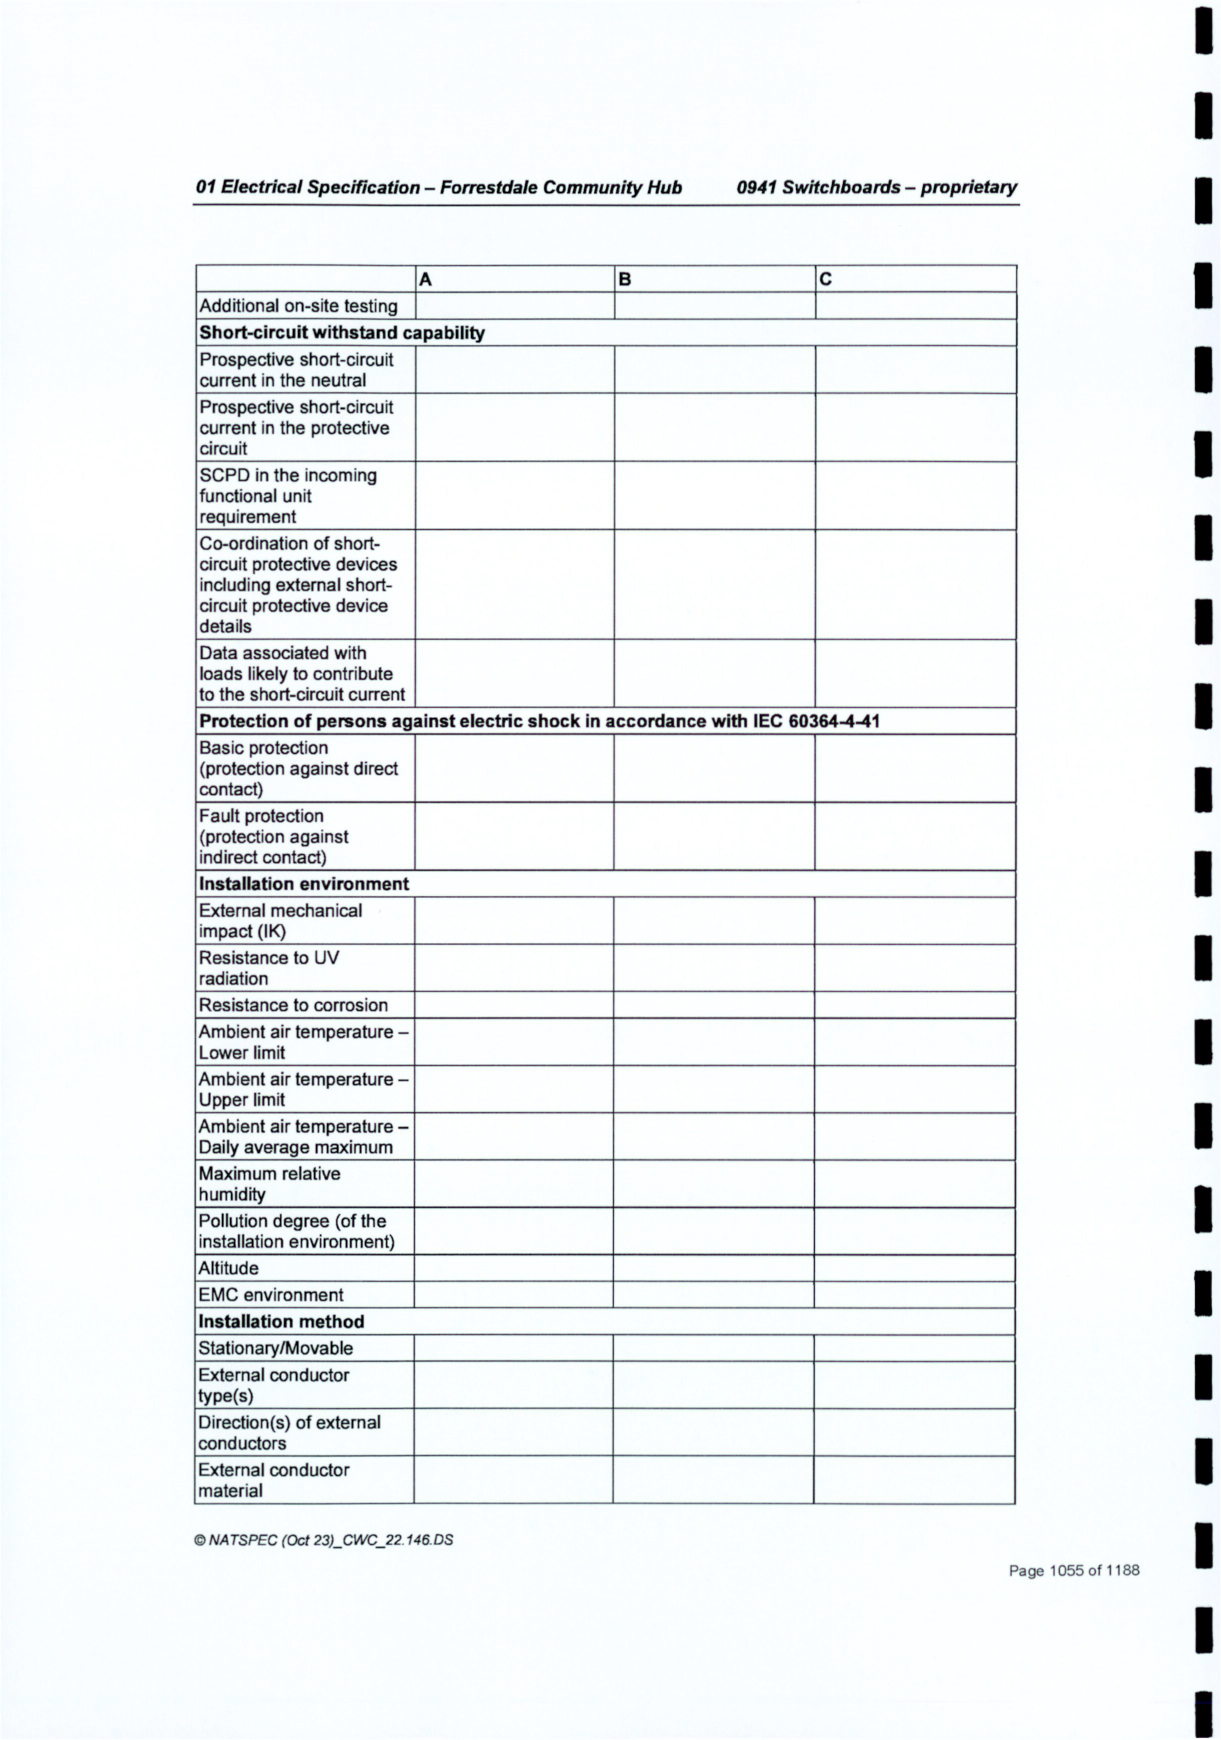 01 Electrical Specification – Forrestdale Community Hub 0941 Switchboards – proprietary
A B C
Additional on-site testing
Short-circuit withstand capability
Prospective short-circuit
current in the neutral
Prospective short-circuit
current in the protective
circuit
SCPD in the incoming
functional unit
requirement
Co-ordination of short-
circuit protective devices
including external short-
circuit protective device
details
Data associated with
loads likely to contribute
to the short-circuit current
Protection of persons against electric shock in accordance with IEC 60364-4-41
Basic protection
(protection against direct
contact)
Fault protection
(protection against
indirect contact)
Installation environment
External mechanical
impact (IK)
Resistance to UV
radiation
Resistance to corrosion
Ambient air temperature –
Lower limit
Ambient air temperature –
Upper limit
Ambient air temperature –
Daily average maximum
Maximum relative
humidity
Pollution degree (of the
installation environment)
Altitude
EMC environment
Installation method
Stationary/Movable
External conductor
type(s)
Direction(s) of external
conductors
External conductor
material
© NATSPEC (Oct 23)_CWC_22.146.DS
Page 1055 of 1188